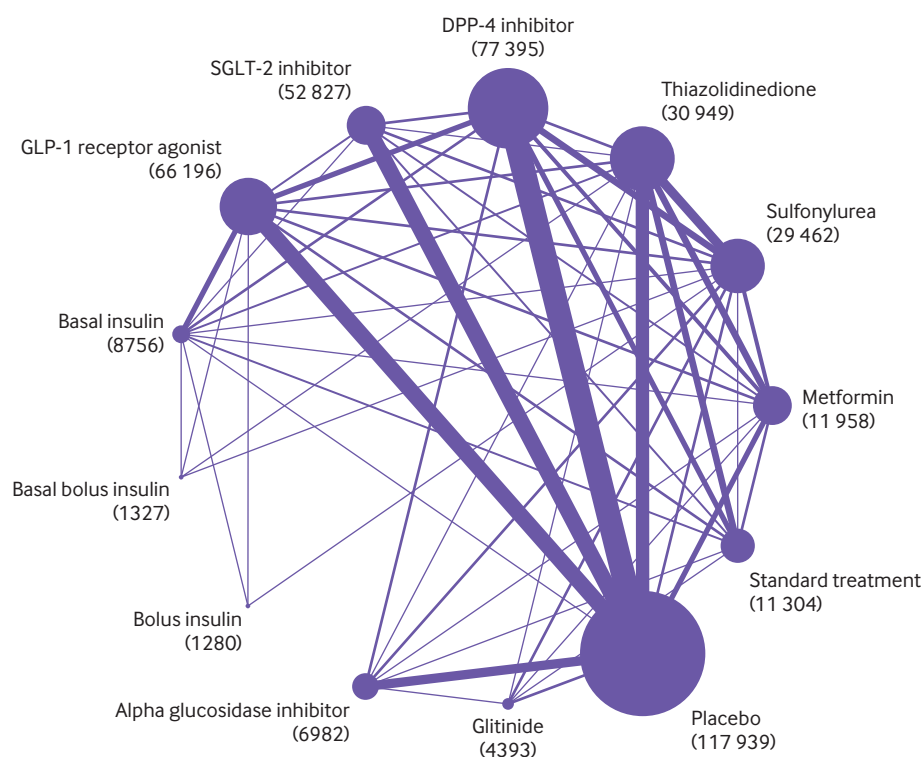 DPP-4 inhibitor
(77 395)
SGLT-2 inhibitor
(52 827)
Thiazolidinedione
(30 949)
GLP-1 receptor agonist
(66 196)
Sulfonylurea
(29 462)
Basal insulin
(8756)
Metformin
(11 958)
Basal bolus insulin
(1327)
Standard treatment
(11 304)
Bolus insulin
(1280)
Alpha glucosidase inhibitor
(6982)
Glitinide
(4393)
Placebo
(117 939)